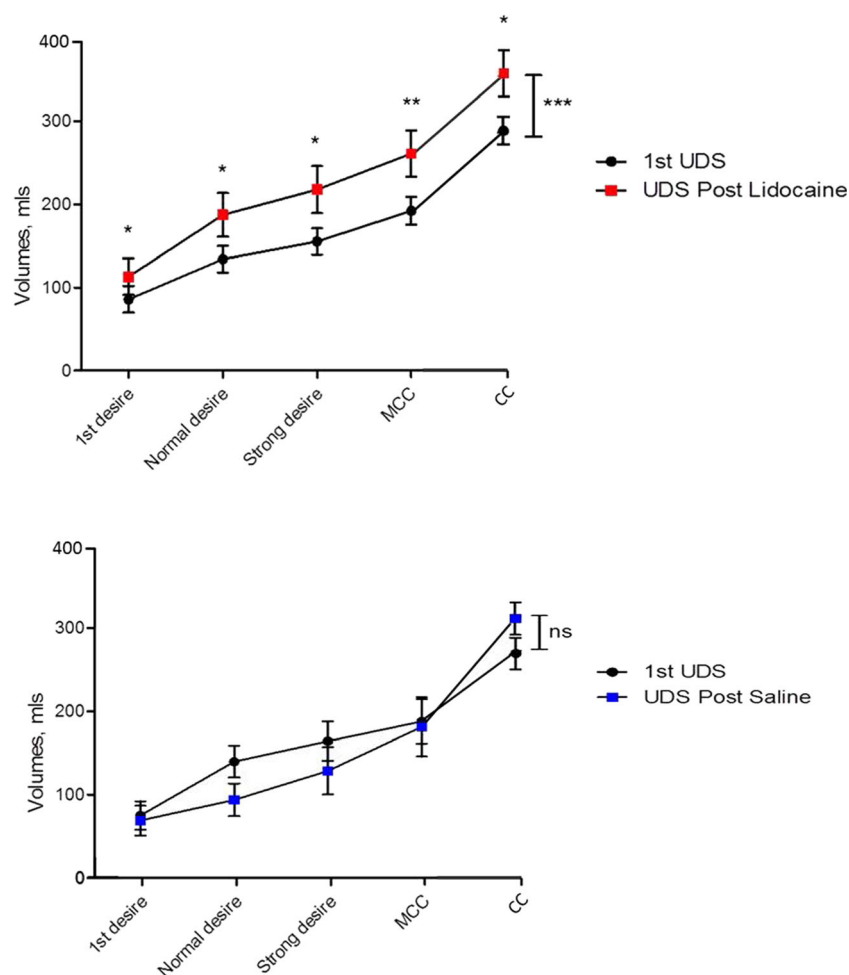 *
400
*
***
**
300
*
*
1st UDS
UDS Post Lidocaine
200
*
100
0
Volumes, mls
1st desire
Normal desire
Strong desire
MCC
CC
400
300
ns
1st UDS
UDS Post Saline
200
100
0
Volumes, mls
1st desire
Normal desire
Strong desire
MCC
CC